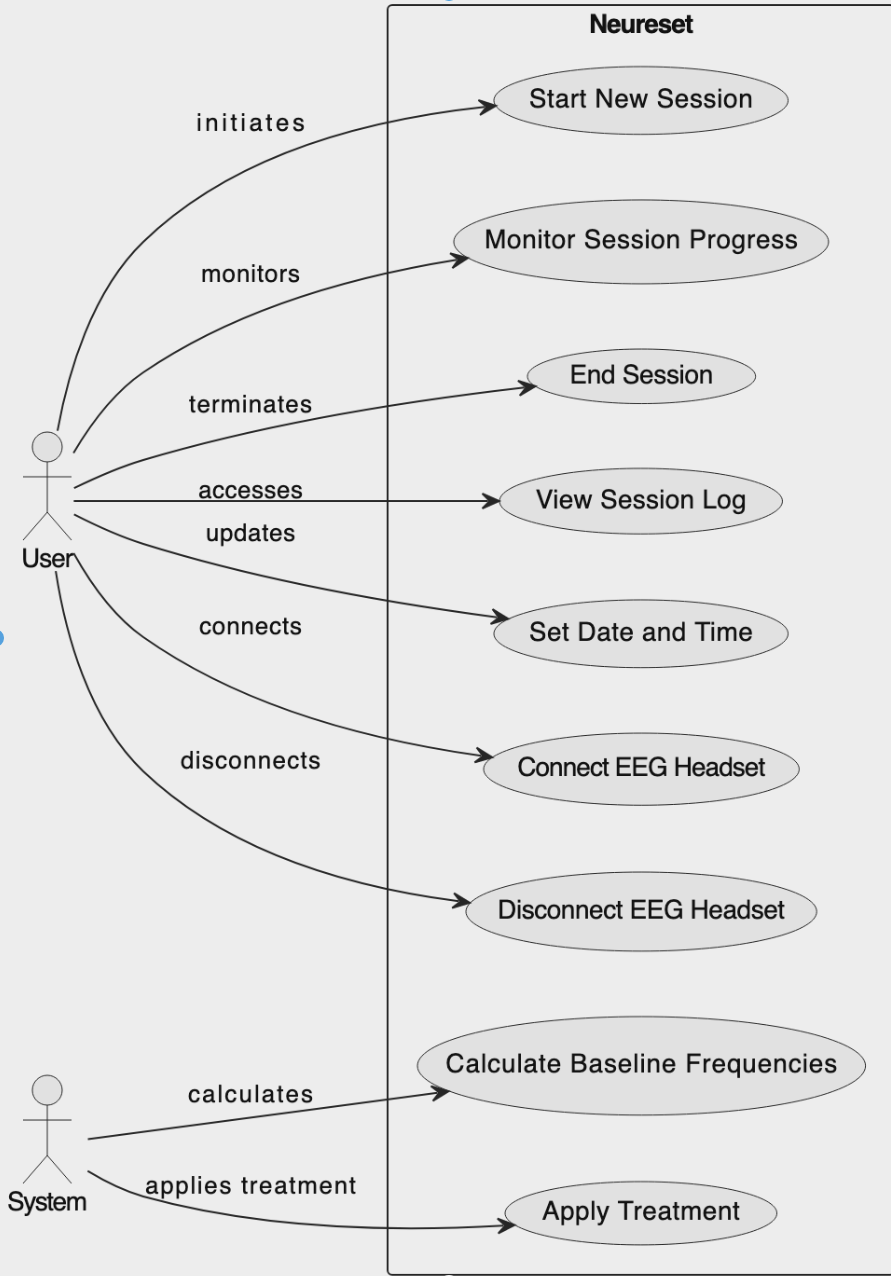 Neureset
Start New Session
initiates
Monitor Session Progress
monitors
End Session
terminates
accesses
View Session Log
updates
User
connects
Set Date and Time
disconnects
Connect EEG Headset
Disconnect EEG Headset
Calculate Baseline Frequencies
calculates
System
applies treatment
Apply Treatment